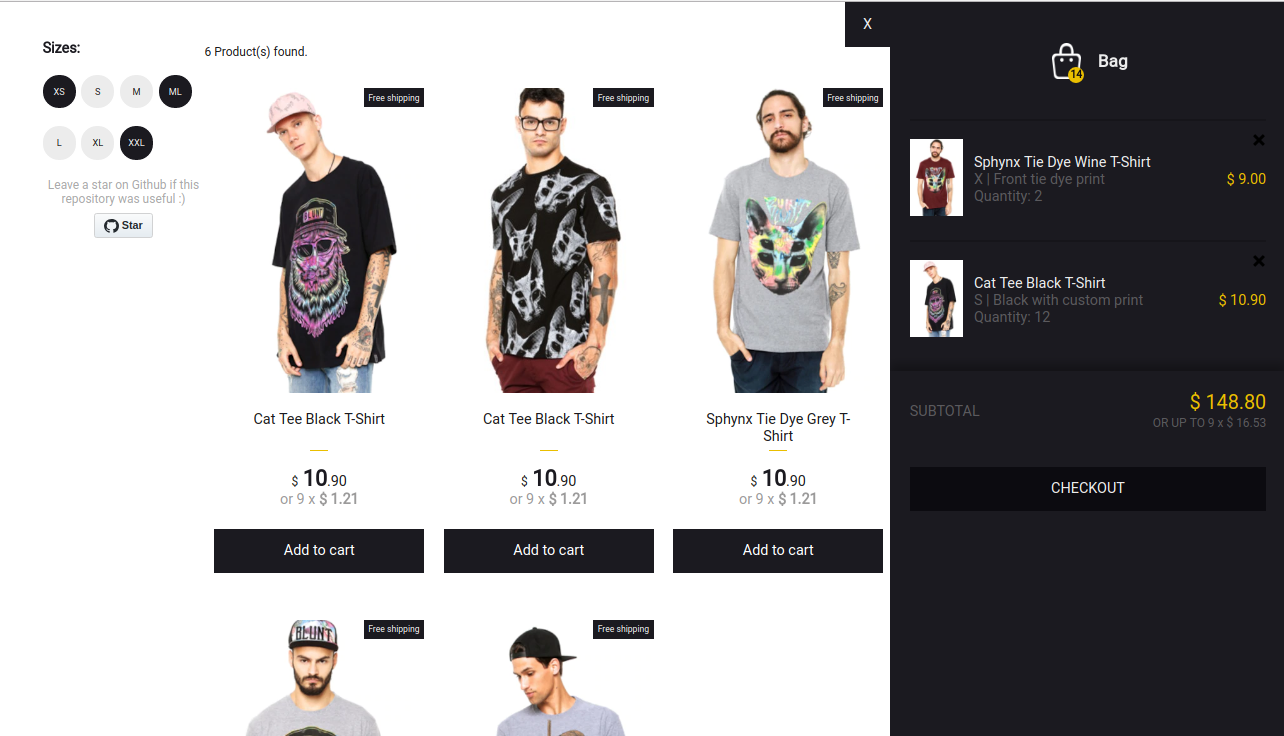 X
Sizes:
6 Product(s) found.
XS S M ML
L XL XXL
Leave a star on Github if this
repository was useful :)
Star
Free shipping
Free shipping
Free shipping
BLUNT
Cat Tee Black T-Shirt
$ 10.90
or 9 x $ 1.21
Add to cart
Cat Tee Black T-Shirt
$ 10.90
or 9 x $ 1.21
Add to cart
Sphynx Tie Dye Grey T-
Shirt
$ 10.90
or 9 x $ 1.21
Add to cart
Free shipping
BLUNT
Free shipping
14
Bag
Sphynx Tie Dye Wine T-Shirt
X | Front tie dye print
Quantity: 2
$ 9.00
Cat Tee Black T-Shirt
S | Black with custom print
Quantity: 12
$ 10.90
SUBTOTAL
$ 148.80
OR UP TO 9 x $ 16.53
CHECKOUT